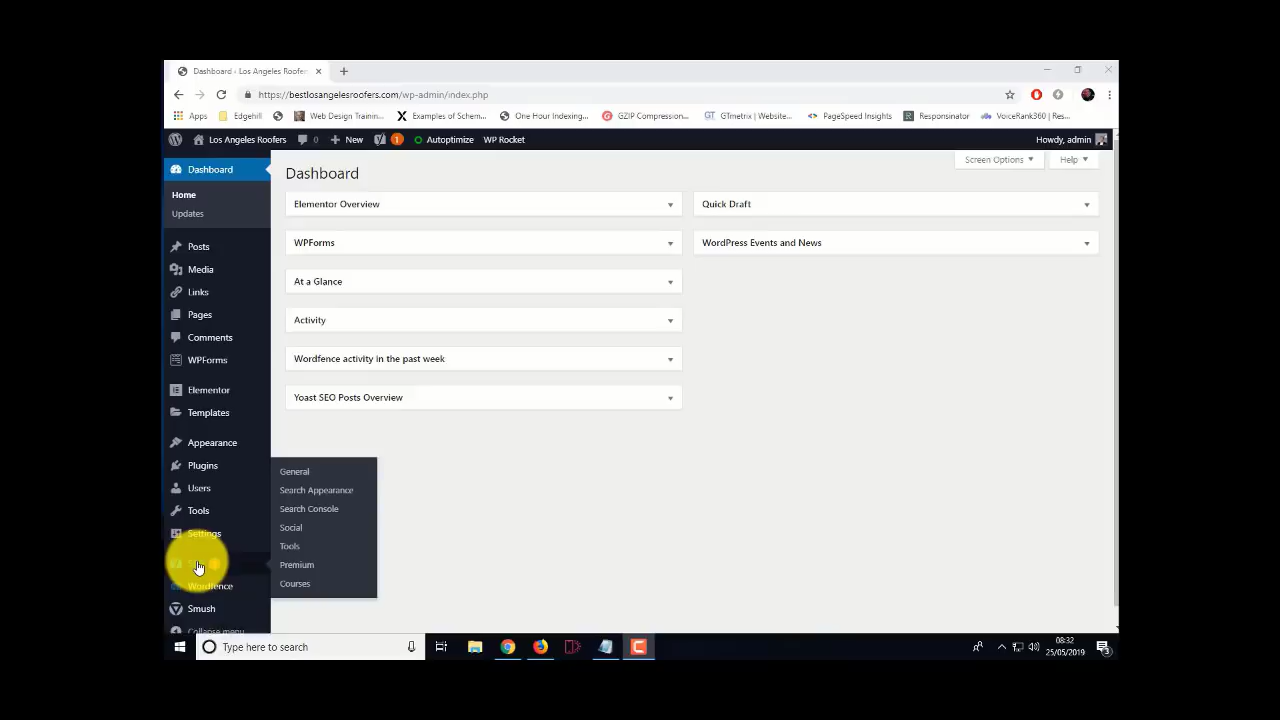 Dashboard ‹ Los Angeles Roofer
https://bestlosangelesroofers.com/wp-admin/index.php
Apps Edgehill Web Design Trainin... Examples of Schem... One Hour Indexing... GZIP Compression... GTmetrix | Website... PageSpeed Insights Responsinator VoiceRank360 | Res...
Los Angeles Roofers 0 New 1 Autoptimize WP Rocket Howdy, admin
Dashboard
Home
Updates
Posts
Media
Links
Pages
Comments
WPForms
Elementor
Templates
Appearance
Plugins
Users
Tools
Settings
Wordfence
Smush
Collapse menu
General
Search Appearance
Search Console
Social
Tools
Premium
Courses
Screen Options Help
Dashboard
Elementor Overview
WPForms
At a Glance
Activity
Wordfence activity in the past week
Yoast SEO Posts Overview
Quick Draft
WordPress Events and News
Type here to search
08:32
25/05/2019
3